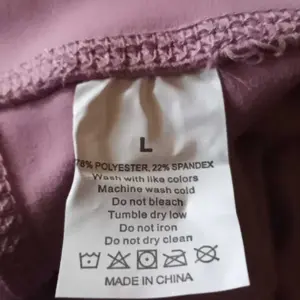 L
78% POLYESTER, 22% SPANDEX
Wash with like colors
Machine wash cold
Do not bleach
Tumble dry low
Do not iron
Do not dry clean
MADE IN CHINA